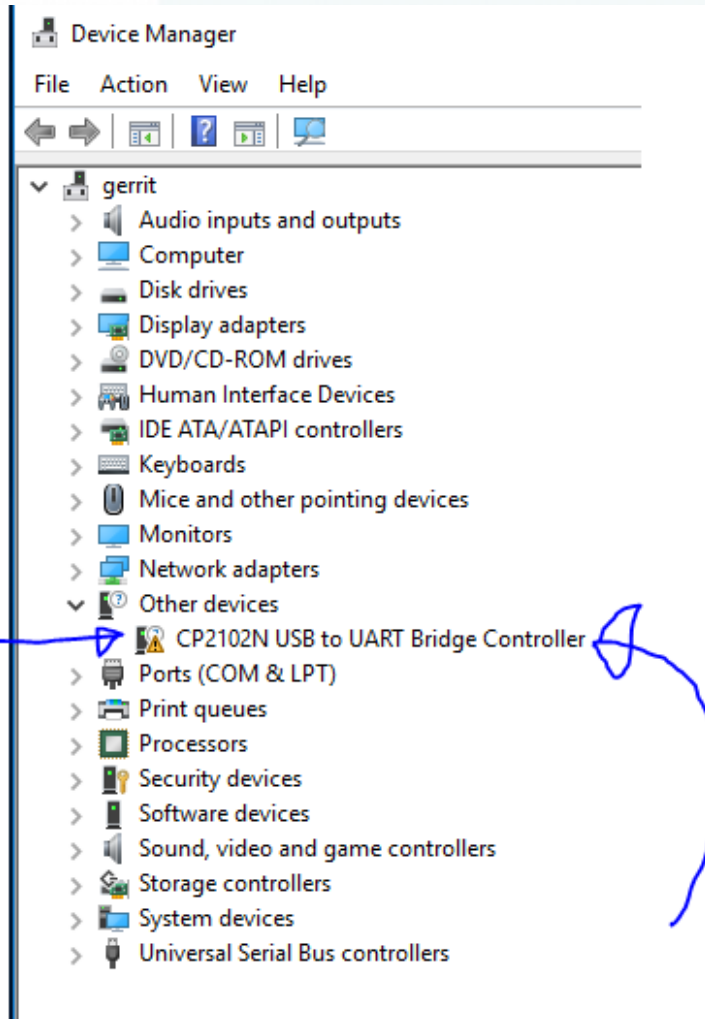 Device Manager
File Action View Help
gerrit
Audio inputs and outputs
Computer
Disk drives
Display adapters
DVD/CD-ROM drives
Human Interface Devices
IDE ATA/ATAPI controllers
Keyboards
Mice and other pointing devices
Monitors
Network adapters
Other devices
CP2102N USB to UART Bridge Controller
Ports (COM & LPT)
Print queues
Processors
Security devices
Software devices
Sound, video and game controllers
Storage controllers
System devices
Universal Serial Bus controllers